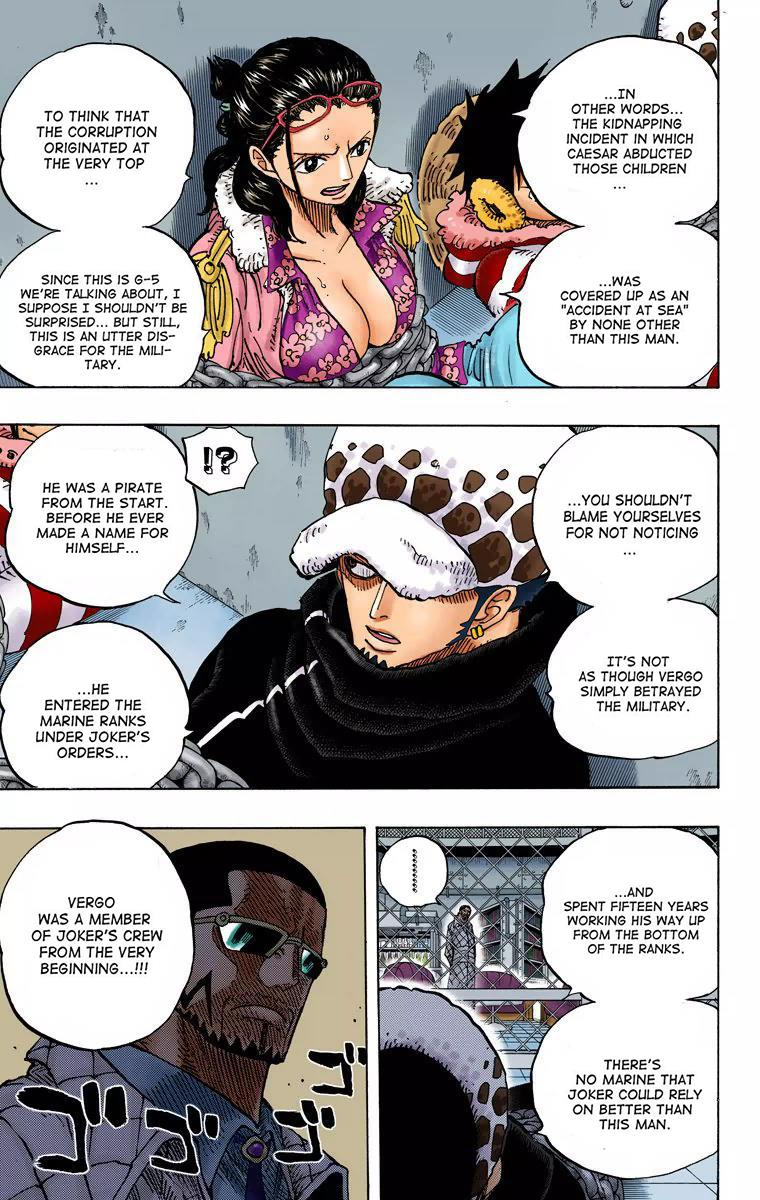 ...IN
OTHER WORDS...
THE KIDNAPPING
INCIDENT IN WHICH
CAESAR ABDUCTED
THOSE CHILDREN
...
...WAS
COVERED UP AS AN
"ACCIDENT AT SEA"
BY NONE OTHER
THAN THIS MAN.
TO THINK THAT
THE CORRUPTION
ORIGINATED AT
THE VERY TOP
...
SINCE THIS IS G-5
WE'RE TALKING ABOUT, I
SUPPOSE I SHOULDN'T BE
SURPRISED... BUT STILL,
THIS IS AN UTTER DIS-
GRACE FOR THE MILI-
TARY.
...YOU SHOULDN'T
BLAME YOURSELVES
FOR NOT NOTICING
...
IT'S NOT
AS THOUGH VERGO
SIMPLY BETRAYED
THE MILITARY.
!?
HE WAS A PIRATE
FROM THE START.
BEFORE HE EVER
MADE A NAME FOR
HIMSELF...
...HE
ENTERED THE
MARINE RANKS
UNDER JOKER'S
ORDERS...
...AND
SPENT FIFTEEN YEARS
WORKING HIS WAY UP
FROM THE BOTTOM
OF THE RANKS.
THERE'S
NO MARINE THAT
JOKER COULD RELY
ON BETTER THAN
THIS MAN.
.........
VERGO
WAS A MEMBER
OF JOKER'S CREW
FROM THE VERY
BEGINNING...!!!
ゴゴゴゴ